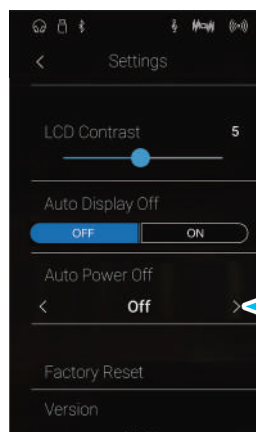 Settings
LCD Contrast 5
Auto Display Off
OFF ON
Auto Power Off
Off
Factory Reset
Version